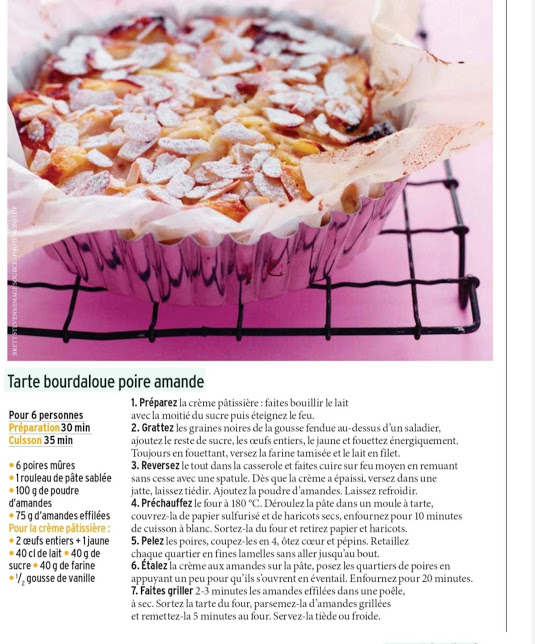 Tarte bourdaloue poire amande
Pour 6 personnes
Préparation 30 min
Cuisson 35 min
• 6 poires mûres
• 1 rouleau de pâte sablée
• 100 g de poudre
d'amandes
• 75 g d'amandes effilées
Pour la crème pâtissière :
• 2 œufs entiers + 1 jaune
• 40 cl de lait • 40 g de
sucre • 40 g de farine
• 1/2 gousse de vanille
1. Préparez la crème pâtissière : faites bouillir le lait
avec la moitié du sucre puis éteignez le feu.
2. Grattez les graines noires de la gousse fendue au-dessus d'un saladier,
ajoutez le reste de sucre, les œufs entiers, le jaune et fouettez énergiquement.
Toujours en fouettant, versez la farine tamisée et le lait en filet.
3. Reversez le tout dans la casserole et faites cuire sur feu moyen en remuant
sans cesse avec une spatule. Dès que la crème a épaissi, versez dans une
jatte, laissez tiédir. Ajoutez la poudre d'amandes. Laissez refroidir.
4. Préchauffez le four à 180 °C. Déroulez la pâte dans un moule à tarte,
couvrez-la de papier sulfurisé et de haricots secs, enfournez pour 10 minutes
de cuisson à blanc. Sortez-la du four et retirez papier et haricots.
5. Pelez les poires, coupez-les en 4, ôtez cœur et pépins. Retaillez
chaque quartier en fines lamelles sans aller jusqu'au bout.
6. Étalez la crème aux amandes sur la pâte, posez les quartiers de poires en
appuyant un peu pour qu'ils s'ouvrent en éventail. Enfournez pour 20 minutes.
7. Faites griller 2-3 minutes les amandes effilées dans une poêle,
à sec. Sortez la tarte du four, parsemez-la d'amandes grillées
et remettez-la 5 minutes au four. Servez-la tiède ou froide.